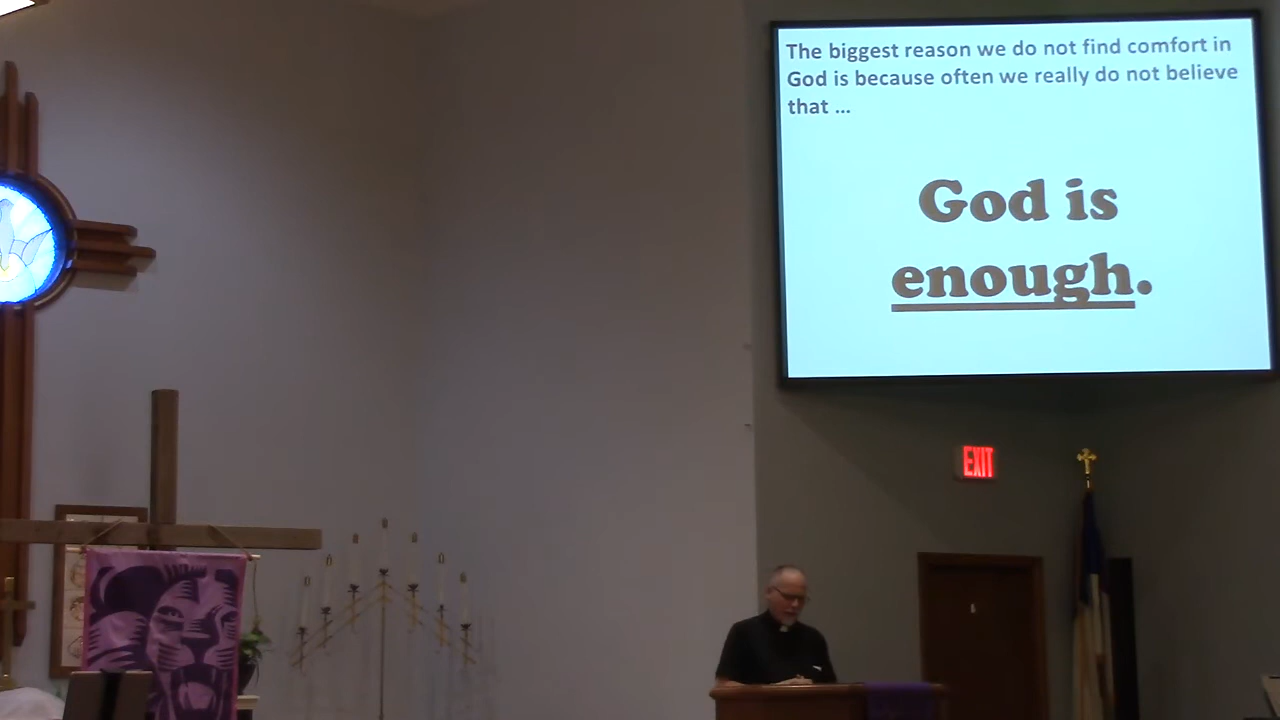 The biggest reason we do not find comfort in
God is because often we really do not believe
that ...
God is
enough.
EXIT